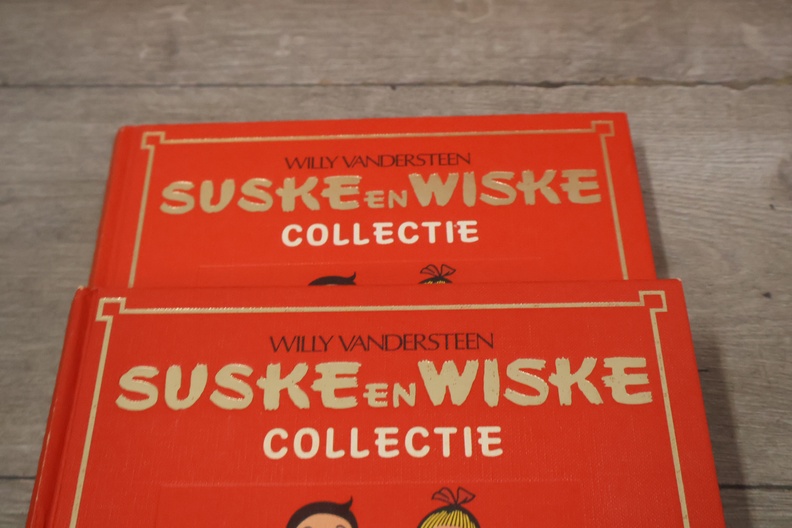 WILLY VANDERSTEEN
SUSKE EN WISKE
COLLECTIE
WILLY VANDERSTEEN
SUSKE EN WISKE
COLLECTIE